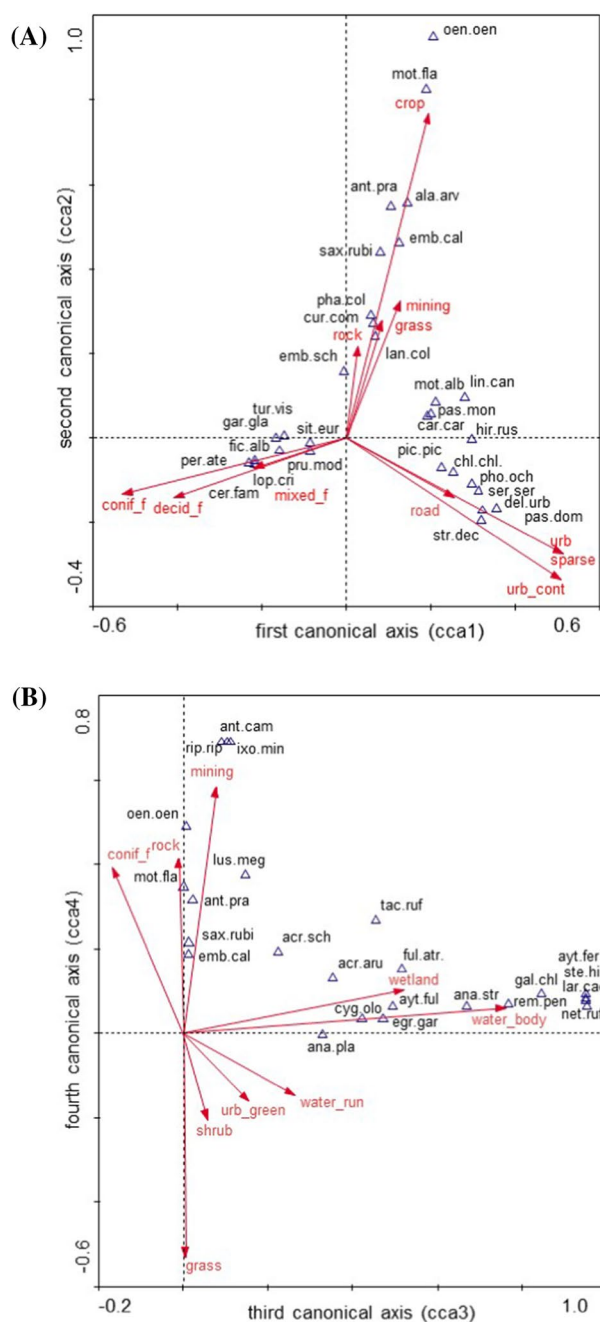 (A)
1.0
oen.oen
mot.fla
crop
ant.pra
ala.arv
emb.cal
sax.rubi
mining
pha.col
cur.com
grass
rock
lan.col
emb.sch
mot.alb
lin.can
tur.vis
pas.mon
gar.gla
sit.eur
car.car
hir.rus
fic.alb
pic.pic
chl.chl.
per.ate
pru.mod
pho.och
lop.cri
ser.ser
mixed_f
road
del.urb
conif_f
decid_f
cer.fam
pas.dom
str.dec
urb
sparse
urb_cont
second canonical axis (cca2)
-0.4
-0.6
first canonical axis (cca1)
0.6
(B)
0.8
ant.cam
rip.rip
ixo.min
mining
oen.oen
rock
conif_f
lus.meg
mot.fla
ant.pra
tac.ruf
sax.rubi
acr.sch
emb.cal
ful.atr.
ayt.fer
acr.aru
ste.hi
wetland
gal.chl
lar.cac
cyg.olo
ayt.ful
ana.str
rem.pen
net.ruf
water_body
egr.gar
ana.pla
water_run
urb_green
shrub
grass
fourth canonical axis (cca4)
-0.6
-0.2
third canonical axis (cca3)
1.0